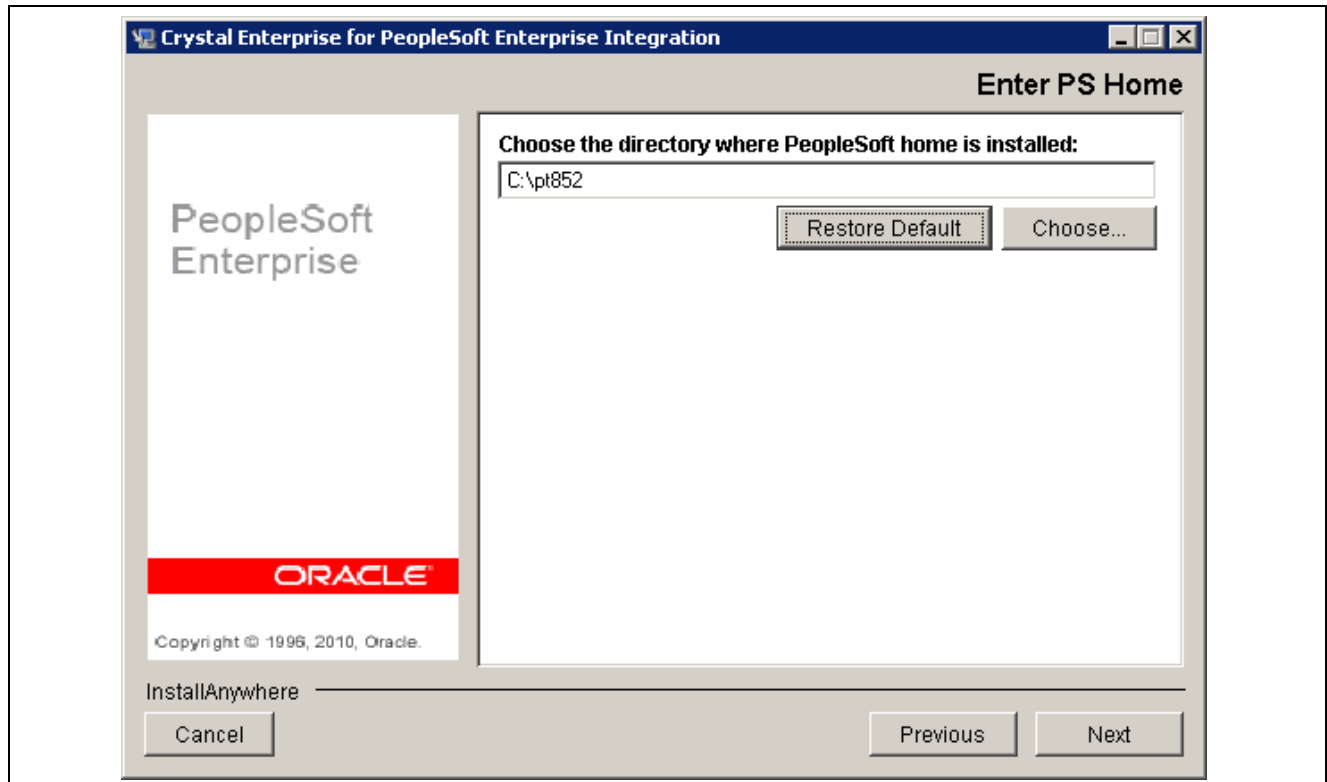 Crystal Enterprise for PeopleSoft Enterprise Integration
Enter PS Home
Choose the directory where PeopleSoft home is installed:
C:\pt852
Restore Default
Choose...
PeopleSoft
Enterprise
ORACLE
Copyright © 1996, 2010, Oracle.
InstallAnywhere
Cancel
Previous
Next